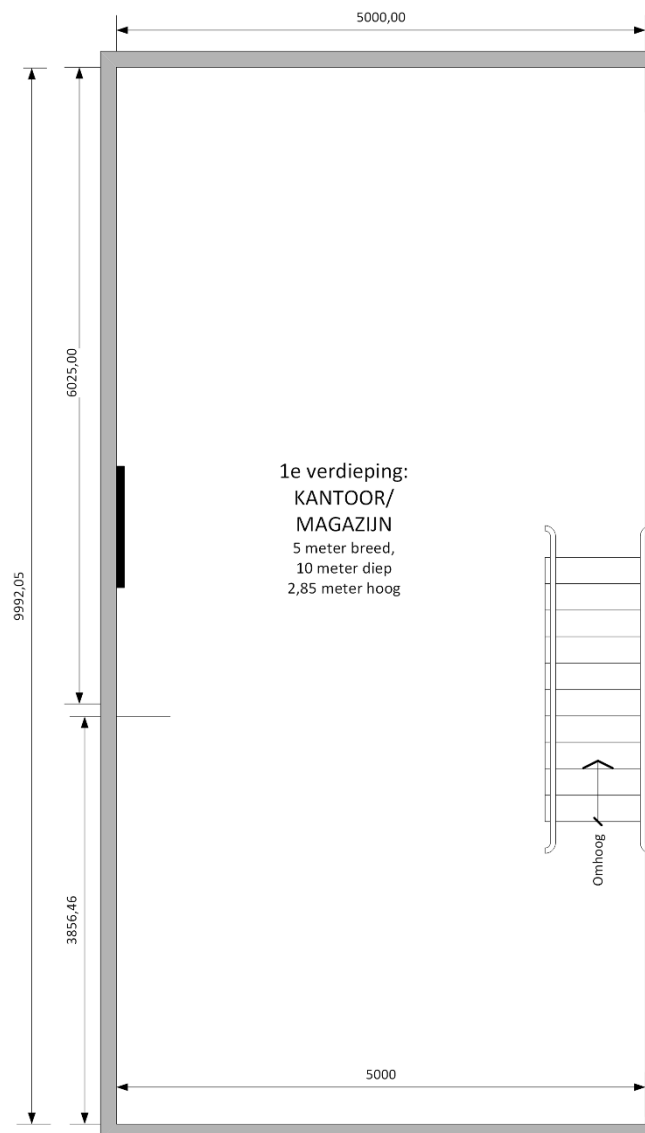 5000,00
6025,00
9992,05
1e verdieping:
KANTOOR/
MAGAZIJN
5 meter breed,
10 meter diep
2,85 meter hoog
Omhoog
3856,46
5000